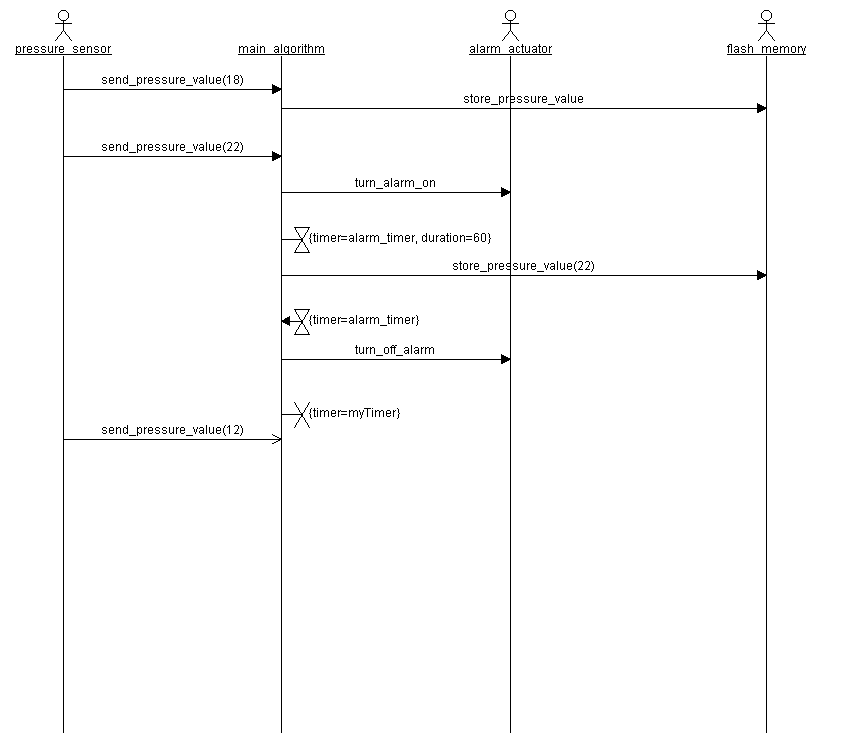 pressure_sensor main_algorithm alarm_actuator flash_memory
send_pressure_value(18)
store_pressure_value
send_pressure_value(22)
turn_alarm_on
{timer=alarm_timer, duration=60}
store_pressure_value(22)
{timer=alarm_timer}
turn_off_alarm
{timer=myTimer}
send_pressure_value(12)